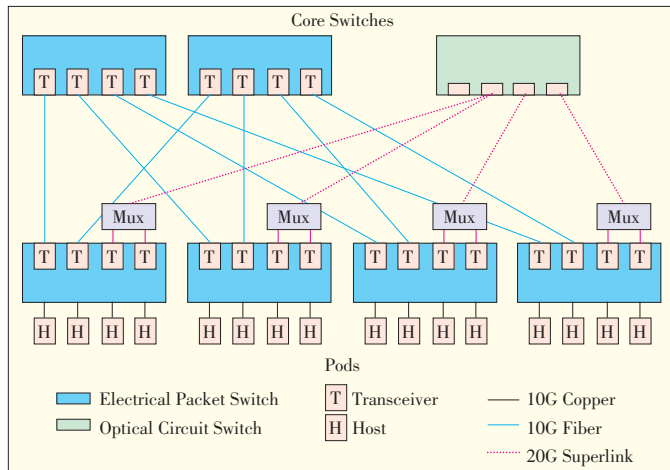 Core Switches
T T T T T T T T
Mux Mux Mux Mux
T T T T T T T T T T T T T T T T
H H H H H H H H H H H H H H H H
Pods
Electrical Packet Switch T Transceiver 10G Copper
Optical Circuit Switch H Host 10G Fiber
20G Superlink